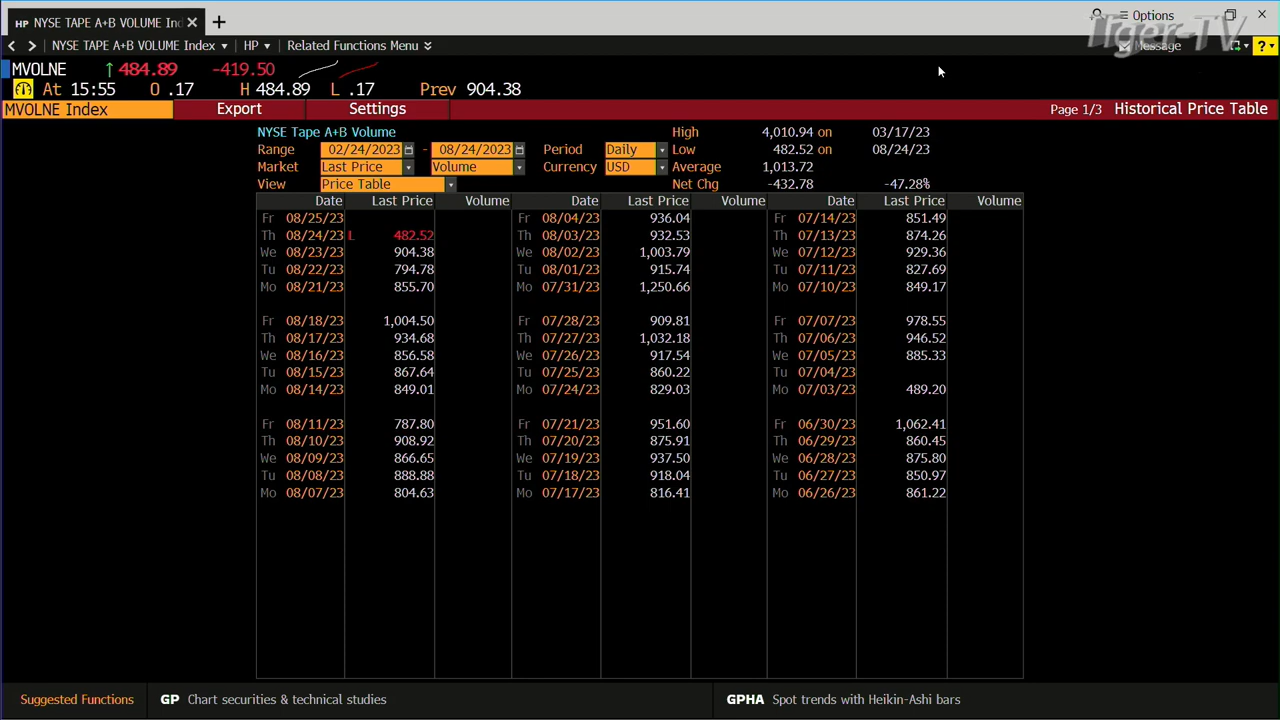 HP NYSE TAPE A+B VOLUME Ind × +
Options
Tiger-TV
NYSE TAPE A+B VOLUME Index HP Related Functions Menu Message ?
MVOLNE ↑484.89 -419.50
At 15:55 O .17 H 484.89 L .17 Prev 904.38
MVOLNE Index Export Settings Page 1/3 Historical Price Table
NYSE Tape A+B Volume High 4,010.94 on 03/17/23
Range 02/24/2023 - 08/24/2023 Period Daily Low 482.52 on 08/24/23
Market Last Price Volume Currency USD Average 1,013.72
View Price Table Net Chg -432.78 -47.28%
Date Last Price Volume Date Last Price Volume Date Last Price Volume
Fr 08/25/23 Fr 08/04/23 936.04 Fr 07/14/23 851.49
Th 08/24/23 L 482.52 Th 08/03/23 932.53 Th 07/13/23 874.26
We 08/23/23 904.38 We 08/02/23 1,003.79 We 07/12/23 929.36
Tu 08/22/23 794.78 Tu 08/01/23 915.74 Tu 07/11/23 827.69
Mo 08/21/23 855.70 Mo 07/31/23 1,250.66 Mo 07/10/23 849.17
Fr 08/18/23 1,004.50 Fr 07/28/23 909.81 Fr 07/07/23 978.55
Th 08/17/23 934.68 Th 07/27/23 1,032.18 Th 07/06/23 946.52
We 08/16/23 856.58 We 07/26/23 917.54 We 07/05/23 885.33
Tu 08/15/23 867.64 Tu 07/25/23 860.22 Tu 07/04/23
Mo 08/14/23 849.01 Mo 07/24/23 829.03 Mo 07/03/23 489.20
Fr 08/11/23 787.80 Fr 07/21/23 951.60 Fr 06/30/23 1,062.41
Th 08/10/23 908.92 Th 07/20/23 875.91 Th 06/29/23 860.45
We 08/09/23 866.65 We 07/19/23 937.50 We 06/28/23 875.80
Tu 08/08/23 888.88 Tu 07/18/23 918.04 Tu 06/27/23 850.97
Mo 08/07/23 804.63 Mo 07/17/23 816.41 Mo 06/26/23 861.22
Suggested Functions GP Chart securities & technical studies GPHA Spot trends with Heikin-Ashi bars